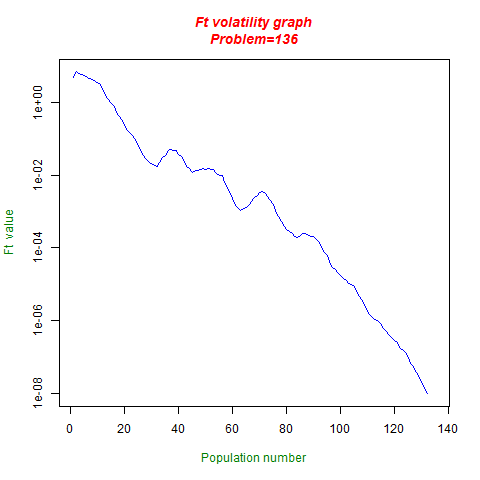 Ft volatility graph
Problem=136
Ft value
1e+00
1e-02
1e-04
1e-06
1e-08
0
20
40
60
80
100
120
140
Population number